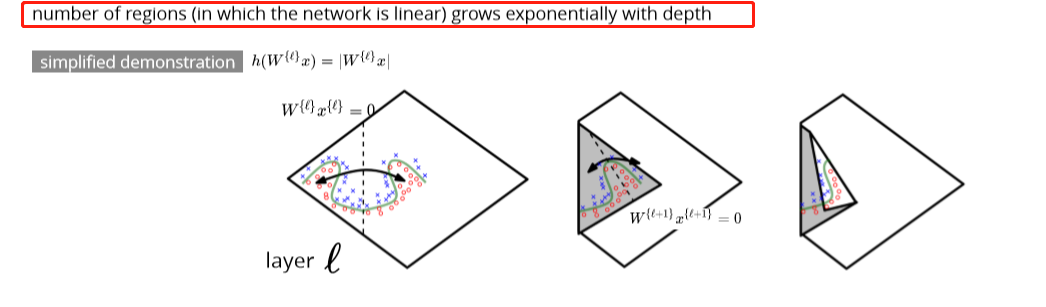 number of regions (in which the network is linear) grows exponentially with depth
simplified demonstration h(W^{ℓ}x) = |W^{ℓ}x|
W^{ℓ}x^{ℓ} = 0
W^{ℓ+1}x^{ℓ+1} = 0
layer ℓ